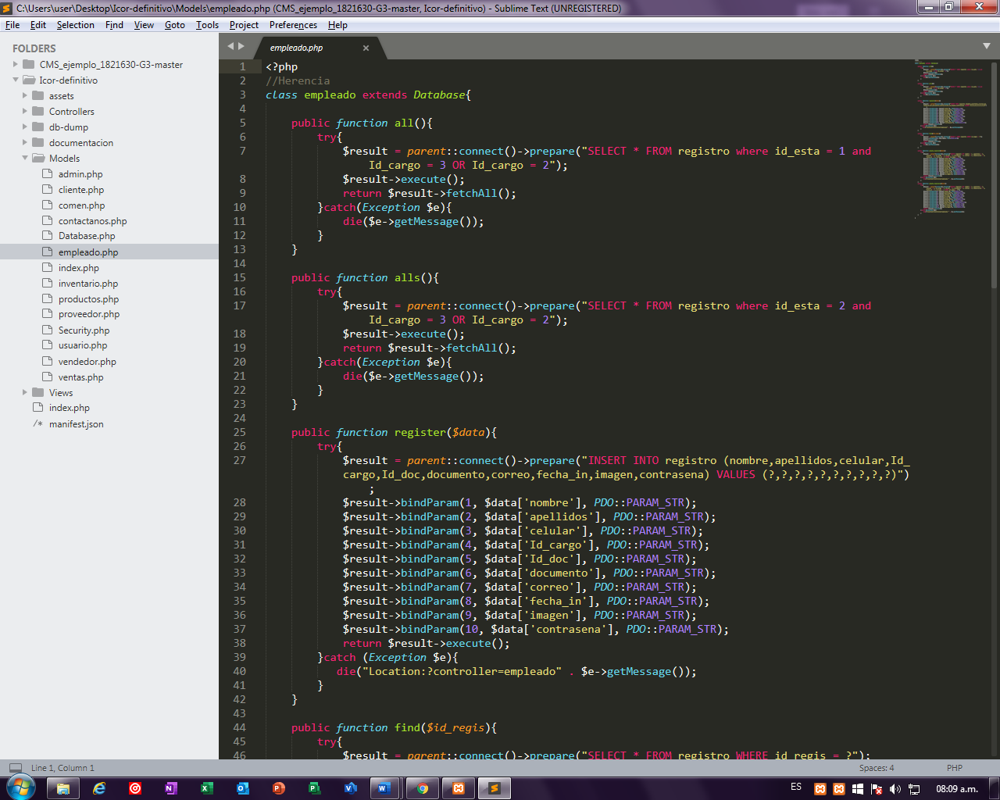 C:\Users\user\Desktop\Icor-definitivo\Models\empleado.php (CMS_ejemplo_1821630-G3-master, Icor-definitivo) - Sublime Text (UNREGISTERED)
File Edit Selection Find View Goto Tools Project Preferences Help
FOLDERS
CMS_ejemplo_1821630-G3-master
Icor-definitivo
assets
Controllers
db-dump
documentacion
Models
admin.php
cliente.php
comen.php
contactanos.php
Database.php
empleado.php
index.php
inventario.php
productos.php
proveedor.php
Security.php
usuario.php
vendedor.php
ventas.php
Views
index.php
/* manifest.json
empleado.php ×
1 <?php
2 //Herencia
3 class empleado extends Database{
4
5 public function all(){
6 try{
7 $result = parent::connect()->prepare("SELECT * FROM registro where id_esta = 1 and
Id_cargo = 3 OR Id_cargo = 2");
8 $result->execute();
9 return $result->fetchAll();
10 }catch(Exception $e){
11 die($e->getMessage());
12 }
13 }
14
15 public function alls(){
16 try{
17 $result = parent::connect()->prepare("SELECT * FROM registro where id_esta = 2 and
Id_cargo = 3 OR Id_cargo = 2");
18 $result->execute();
19 return $result->fetchAll();
20 }catch(Exception $e){
21 die($e->getMessage());
22 }
23 }
24
25 public function register($data){
26 try{
27 $result = parent::connect()->prepare("INSERT INTO registro (nombre,apellidos,celular,Id_
cargo,Id_doc,documento,correo,fecha_in,imagen,contrasena) VALUES (?,?,?,?,?,?,?,?,?,?)")
;
28 $result->bindParam(1, $data['nombre'], PDO::PARAM_STR);
29 $result->bindParam(2, $data['apellidos'], PDO::PARAM_STR);
30 $result->bindParam(3, $data['celular'], PDO::PARAM_STR);
31 $result->bindParam(4, $data['Id_cargo'], PDO::PARAM_STR);
32 $result->bindParam(5, $data['Id_doc'], PDO::PARAM_STR);
33 $result->bindParam(6, $data['documento'], PDO::PARAM_STR);
34 $result->bindParam(7, $data['correo'], PDO::PARAM_STR);
35 $result->bindParam(8, $data['fecha_in'], PDO::PARAM_STR);
36 $result->bindParam(9, $data['imagen'], PDO::PARAM_STR);
37 $result->bindParam(10, $data['contrasena'], PDO::PARAM_STR);
38 return $result->execute();
39 }catch (Exception $e){
40 die("Location:?controller=empleado" . $e->getMessage());
41 }
42 }
43
44 public function find($id_regis){
45 try{
46 $result = parent::connect()->prepare("SELECT * FROM registro WHERE id_regis = ?");
Line 1, Column 1
Spaces: 4 PHP
ES 08:09 a.m.